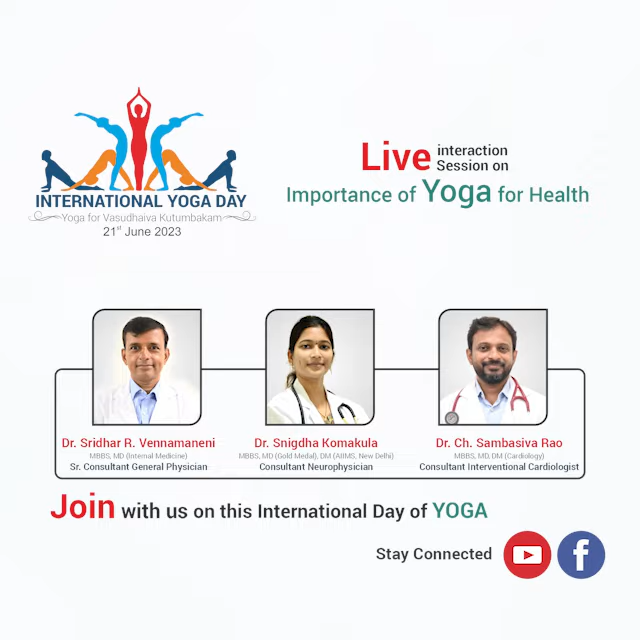 INTERNATIONAL YOGA DAY
Yoga for Vasudhaiva Kutumbakam
21st June 2023
Live interaction
Session on
Importance of Yoga for Health
Dr. Sridhar R. Vennamaneni
MBBS, MD (Internal Medicine)
Sr. Consultant General Physician
Dr. Snigdha Komakula
MBBS, MD (Gold Medal), DM (AIIMS, New Delhi)
Consultant Neurophysician
Dr. Ch. Sambasiva Rao
MBBS, MD, DM (Cardiology)
Consultant Interventional Cardiologist
Join with us on this International Day of YOGA
Stay Connected
f